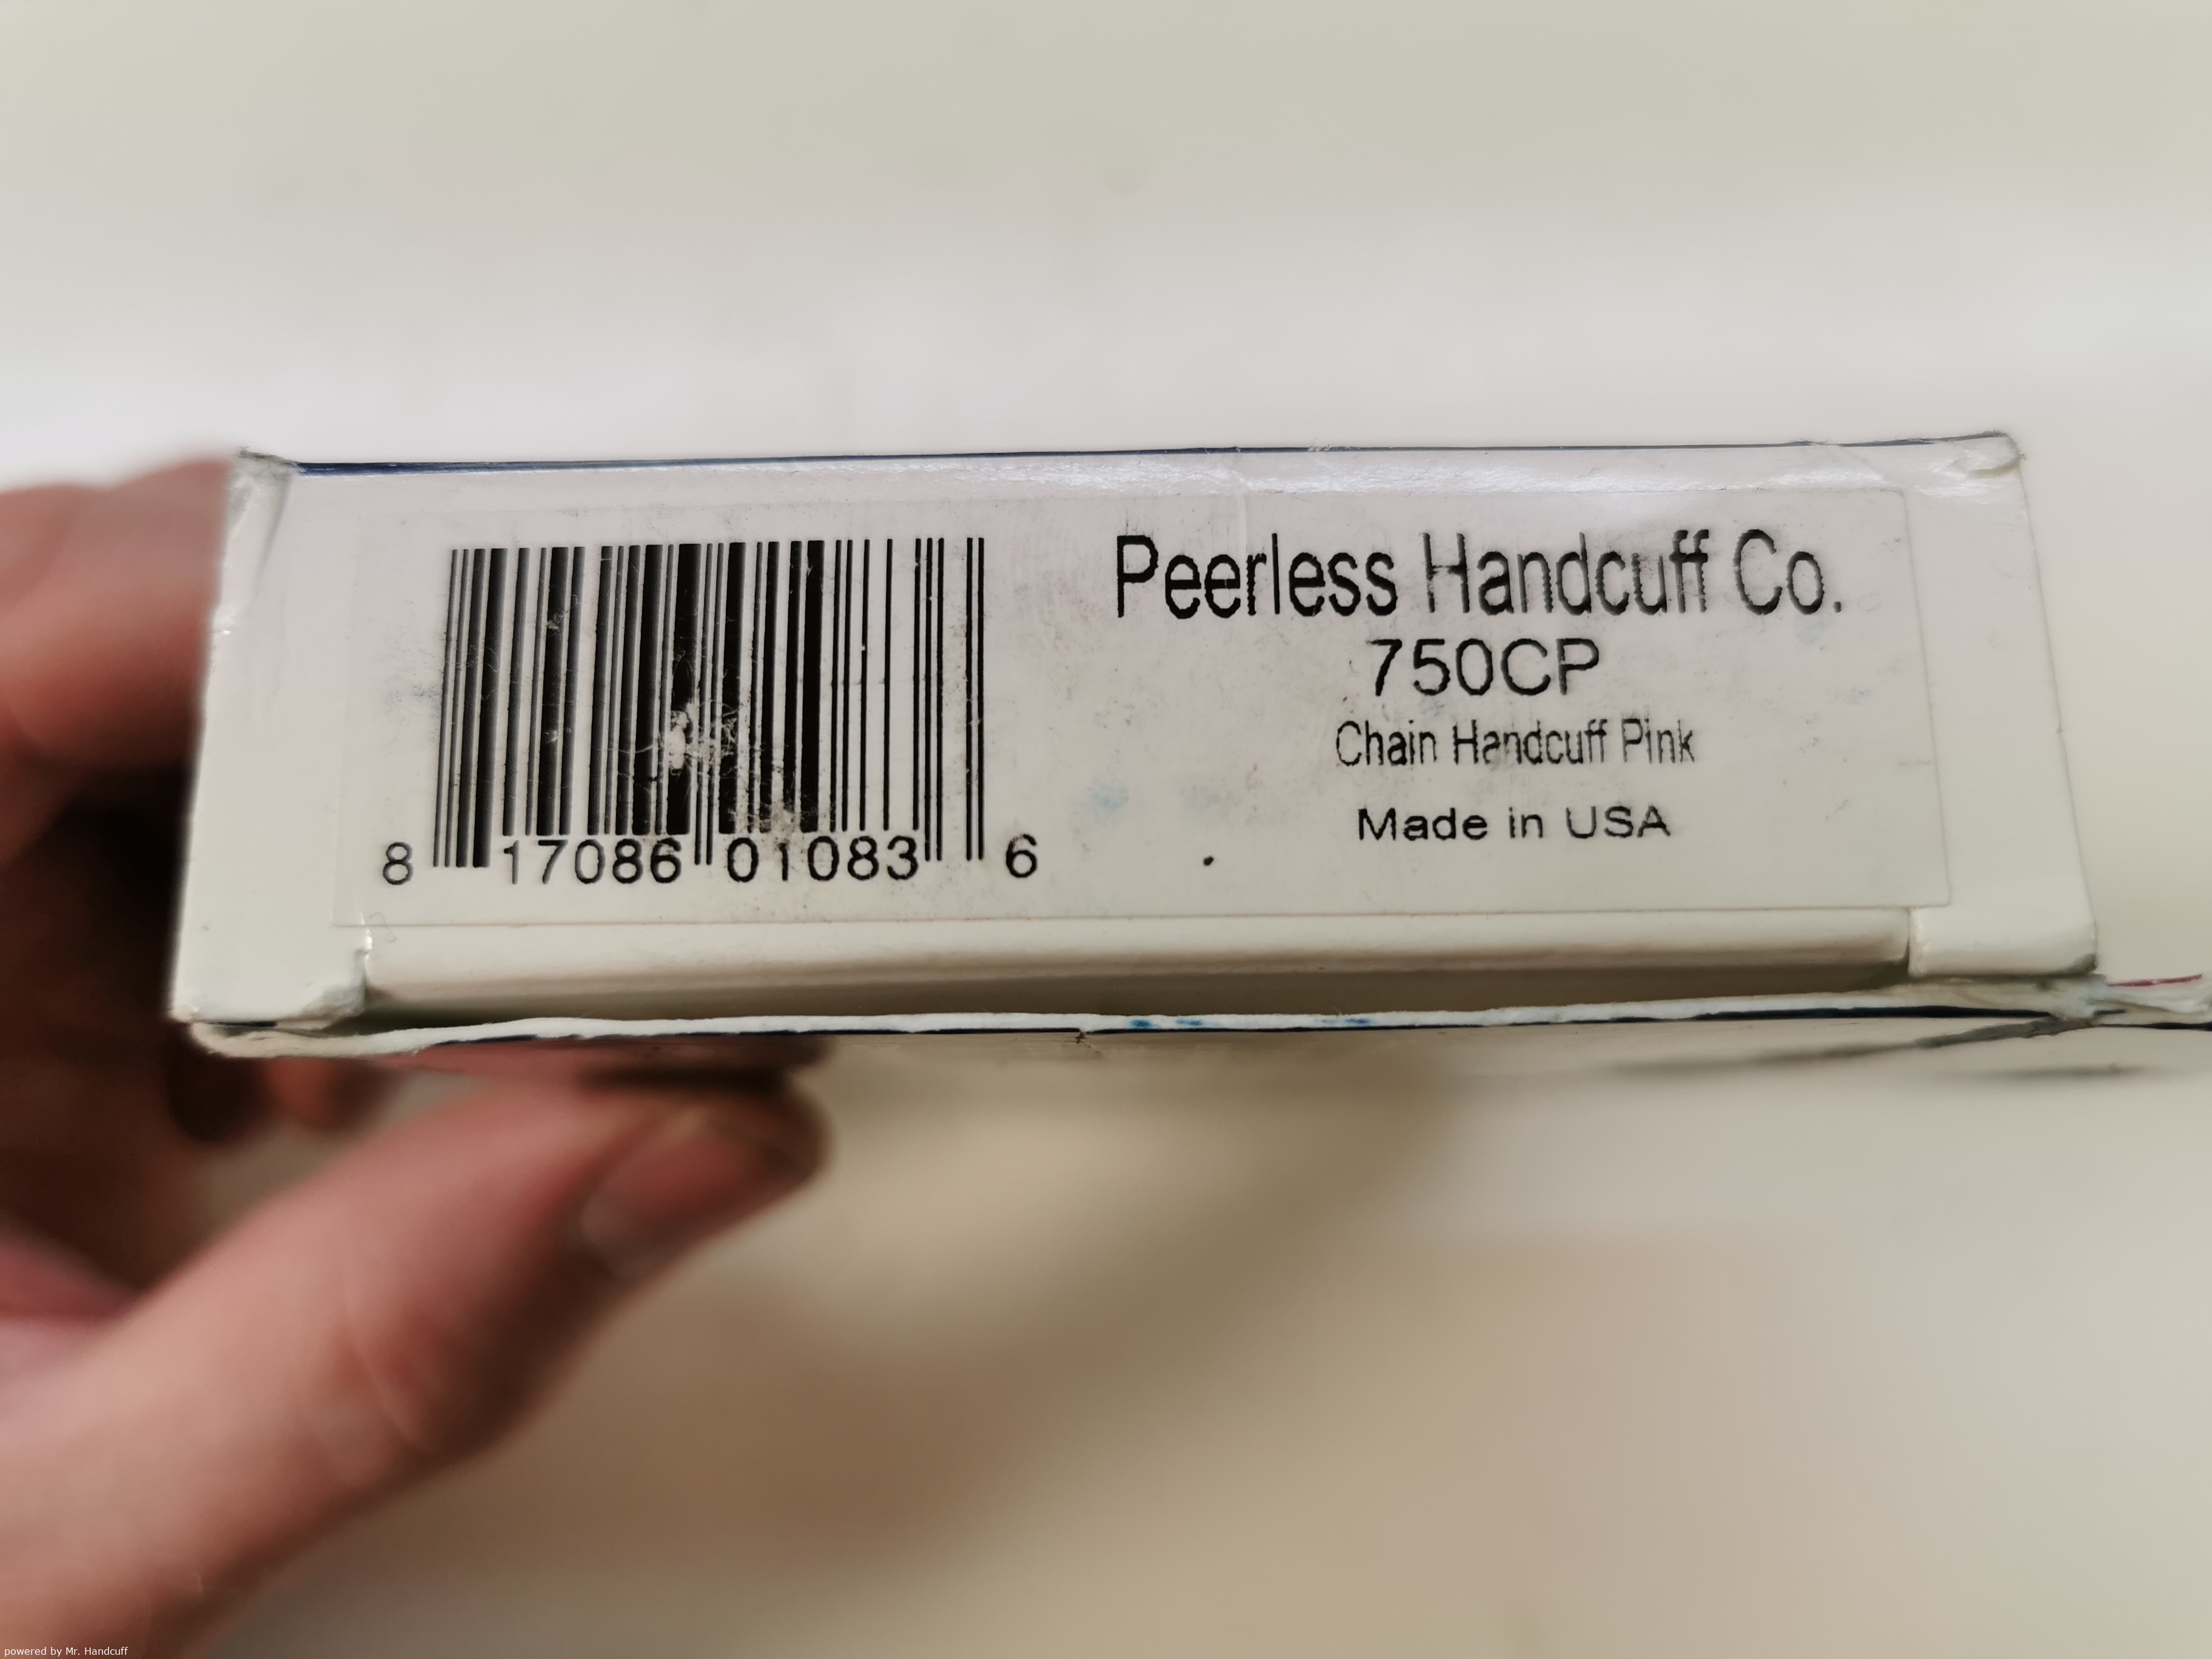 Peerless Handcuff Co.
750CP
Chain Handcuff Pink
Made in USA
8 17086 01083 6
powered by Mr. Handcuff